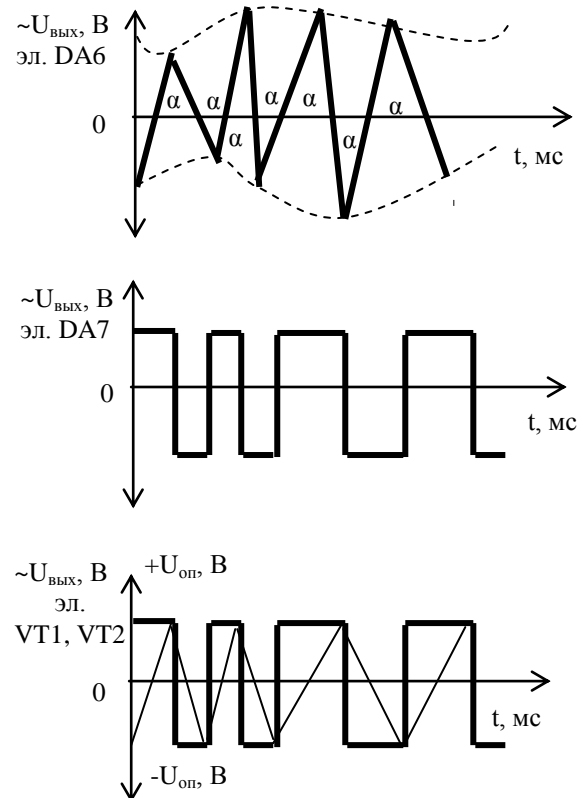 ~Uвых, В
эл. DA6
α α α α α α α
0
t, мс
~Uвых, В
эл. DA7
0
t, мс
~Uвых, В +Uоп, В
эл.
VT1, VT2
0
t, мс
-Uоп, В